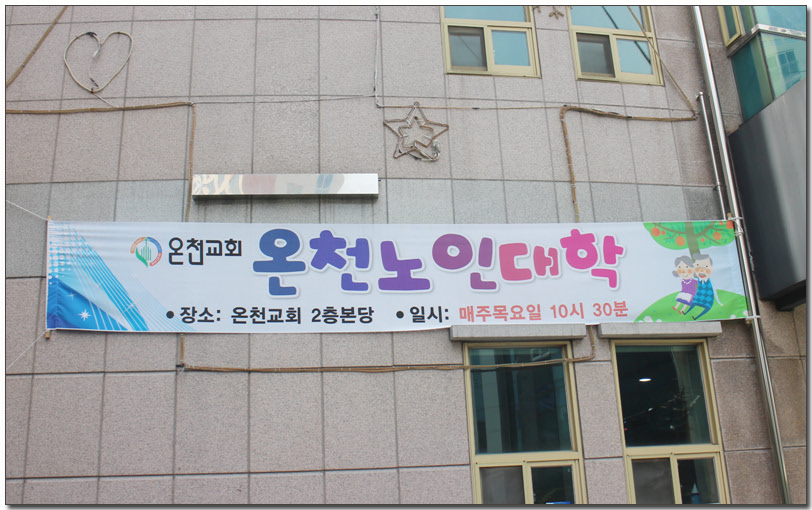 온천교회 온천노인대학
• 장소: 온천교회 2층본당 • 일시: 매주목요일 10시 30분